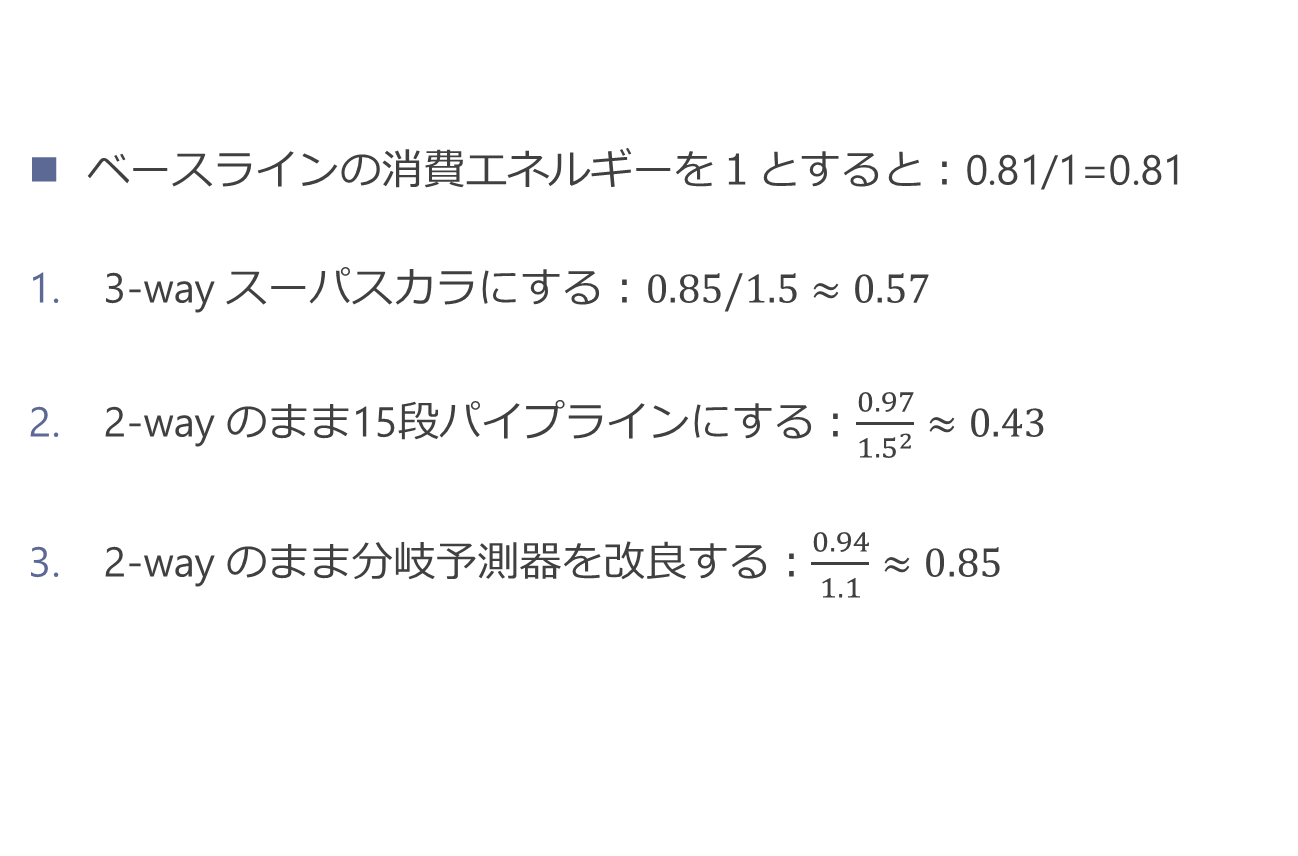 ■ ベースラインの消費エネルギーを 1 とすると：0.81/1=0.81
1. 3-way スーパスカラにする：0.85/1.5 ≈ 0.57
2. 2-way のまま15段パイプラインにする：$\frac{0.97}{1.5^2}$ ≈ 0.43
3. 2-way のまま分岐予測器を改良する：$\frac{0.94}{1.1}$ ≈ 0.85